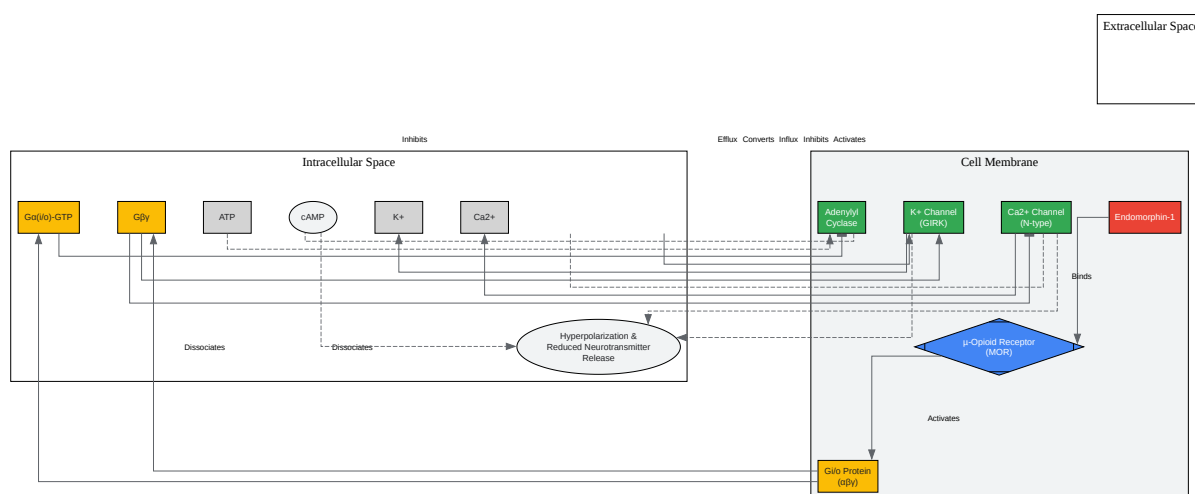 Extracellular Space
Inhibits
Efflux Converts Influx Inhibits Activates
Intracellular Space
Cell Membrane
Gα(i/o)-GTP
Gβγ
ATP
cAMP
K+
Ca2+
Adenylyl
Cyclase
K+ Channel
(GIRK)
Ca2+ Channel
(N-type)
Endomorphin-1
Binds
Hyperpolarization &
Reduced Neurotransmitter
Release
Dissociates
Dissociates
µ-Opioid Receptor
(MOR)
Activates
Gi/o Protein
(αβγ)